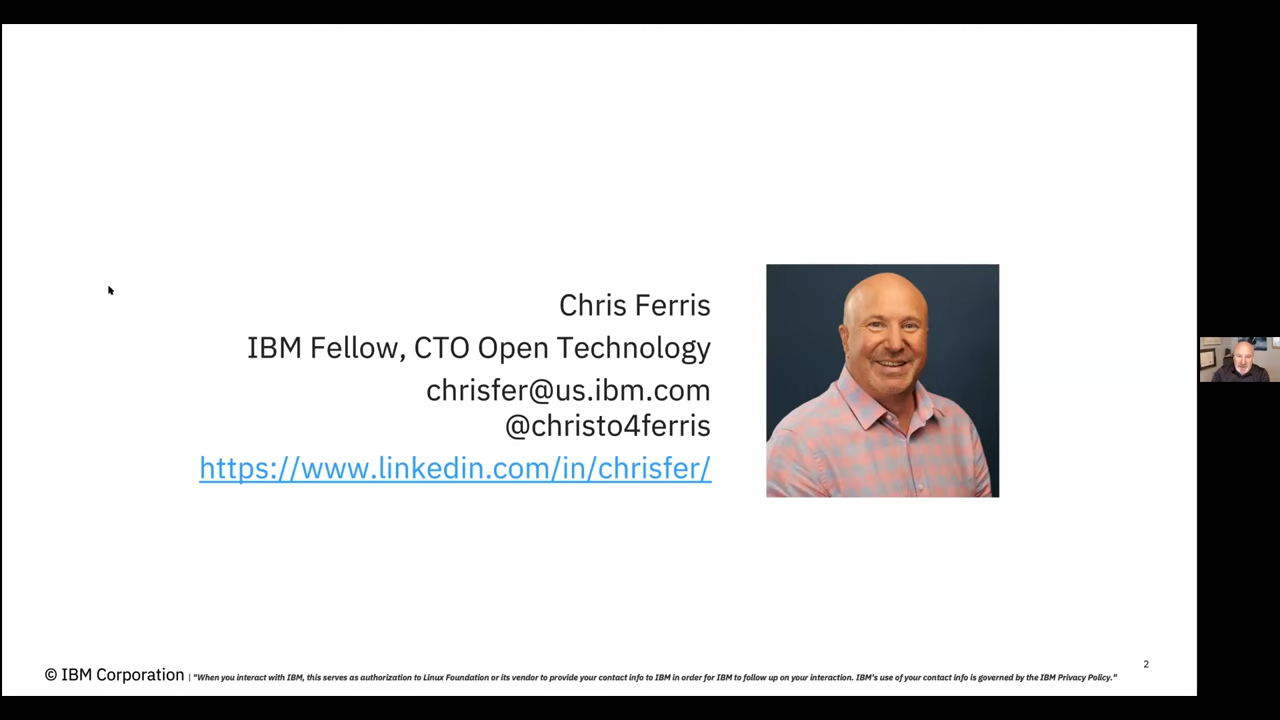 Chris Ferris
IBM Fellow, CTO Open Technology
chrisfer@us.ibm.com
@christo4ferris
https://www.linkedin.com/in/chrisfer/
2
© IBM Corporation | "When you interact with IBM, this serves as authorization to Linux Foundation or its vendor to provide your contact info to IBM in order for IBM to follow up on your interaction. IBM's use of your contact info is governed by the IBM Privacy Policy."